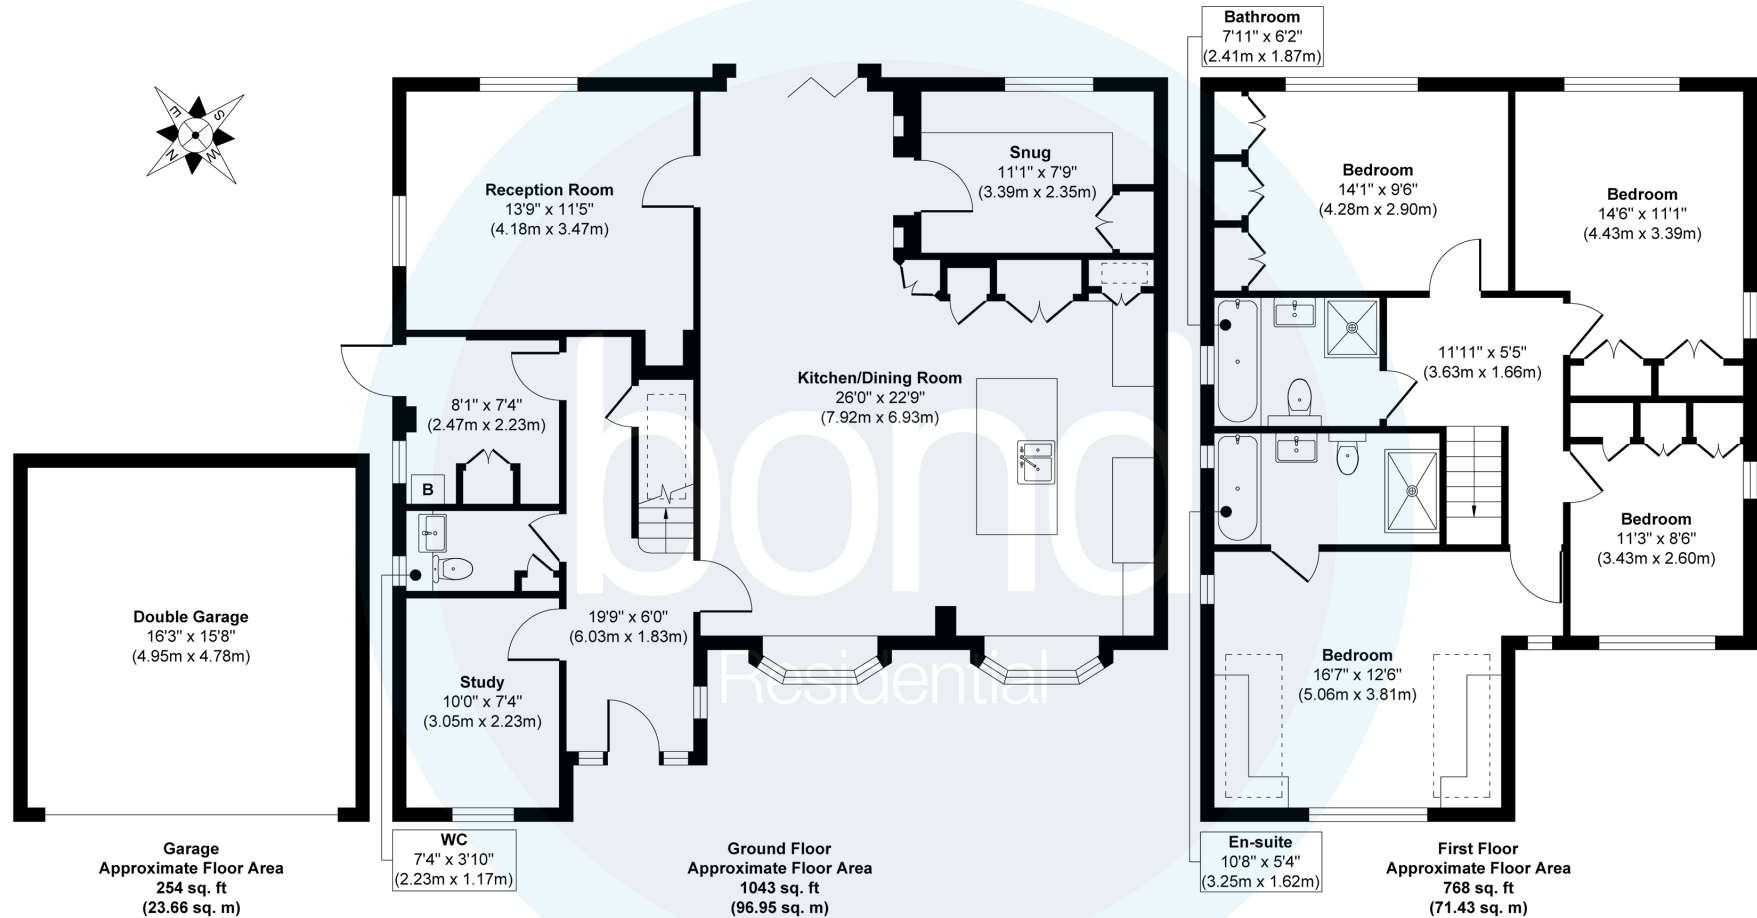 Bathroom
7'11" x 6'2"
(2.41m x 1.87m)
E
S
N
W
Reception Room
13'9" x 11'5"
(4.18m x 3.47m)
Snug
11'1" x 7'9"
(3.39m x 2.35m)
Bedroom
14'1" x 9'6"
(4.28m x 2.90m)
Bedroom
14'6" x 11'1"
(4.43m x 3.39m)
8'1" x 7'4"
(2.47m x 2.23m)
Kitchen/Dining Room
26'0" x 22'9"
(7.92m x 6.93m)
11'11" x 5'5"
(3.63m x 1.66m)
B
bond
Residential
Bedroom
11'3" x 8'6"
(3.43m x 2.60m)
Double Garage
16'3" x 15'8"
(4.95m x 4.78m)
19'9" x 6'0"
(6.03m x 1.83m)
Study
10'0" x 7'4"
(3.05m x 2.23m)
Bedroom
16'7" x 12'6"
(5.06m x 3.81m)
Garage
Approximate Floor Area
254 sq. ft
(23.66 sq. m)
WC
7'4" x 3'10"
(2.23m x 1.17m)
Ground Floor
Approximate Floor Area
1043 sq. ft
(96.95 sq. m)
En-suite
10'8" x 5'4"
(3.25m x 1.62m)
First Floor
Approximate Floor Area
768 sq. ft
(71.43 sq. m)